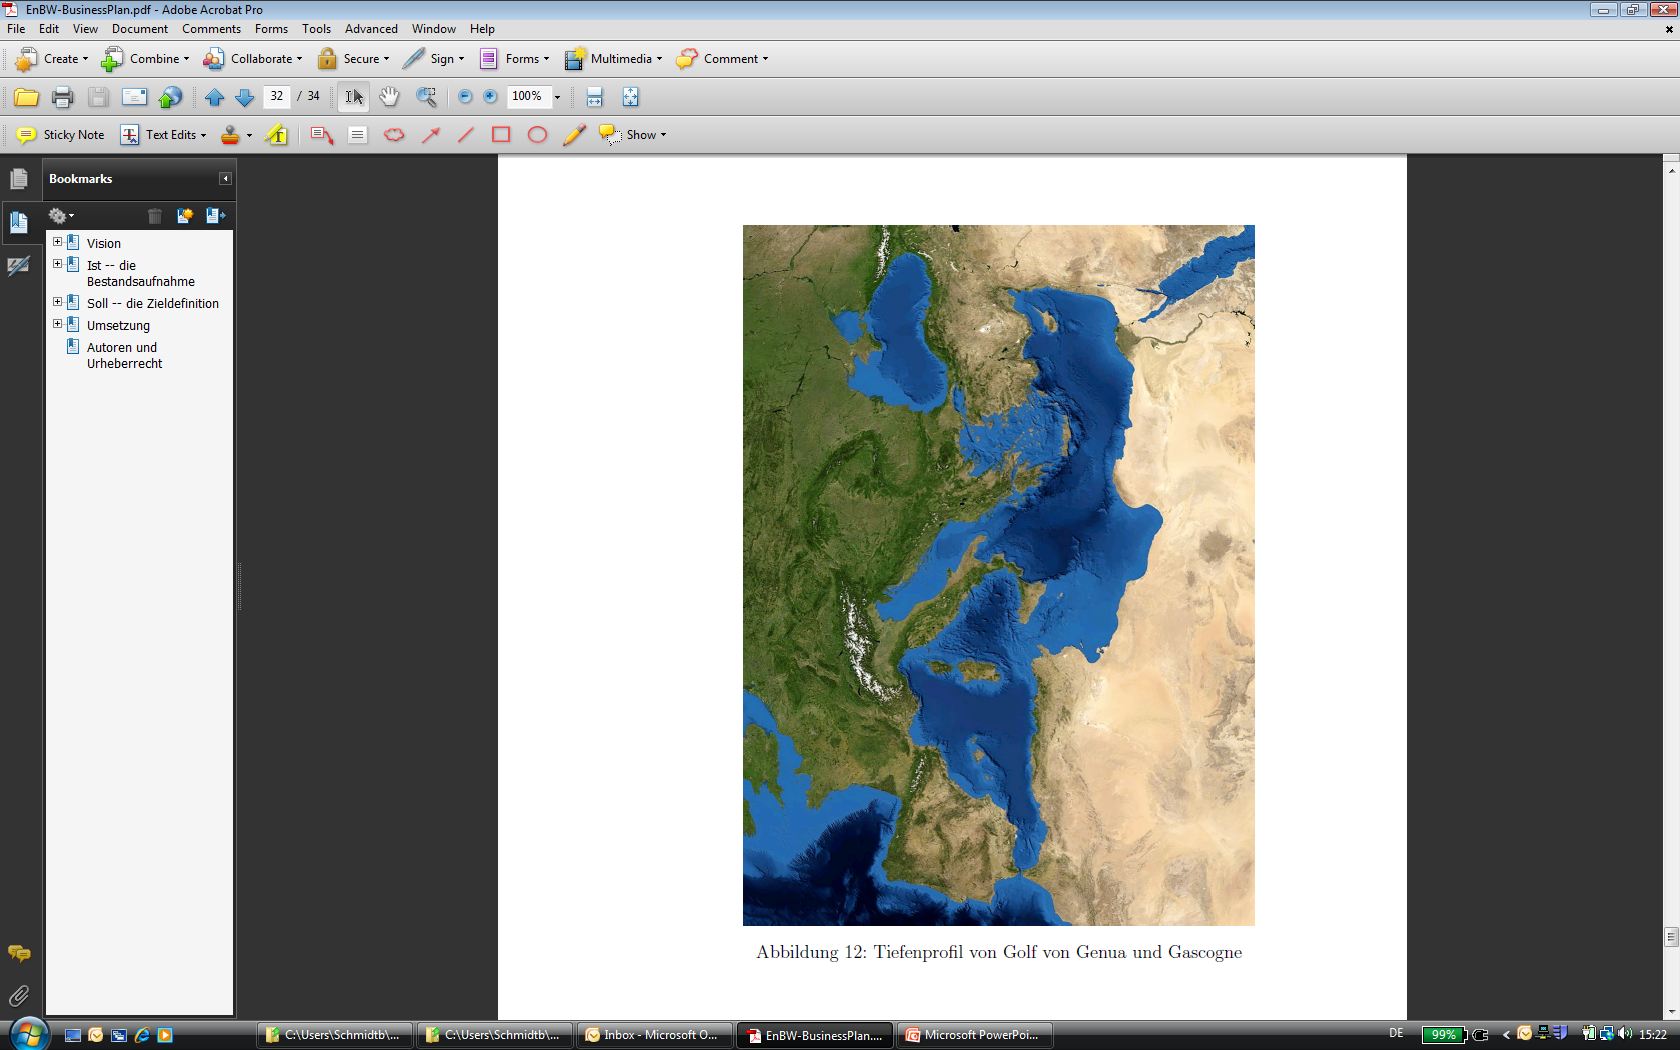 EnBW-BusinessPlan.pdf - Adobe Acrobat Pro
File Edit View Document Comments Forms Tools Advanced Window Help
Create Combine Collaborate Secure Sign Forms Multimedia Comment
32 / 34 100%
Sticky Note Text Edits Show
Bookmarks
Vision
Ist -- die
Bestandsaufnahme
Soll -- die Zieldefinition
Umsetzung
Autoren und
Urheberrecht
Abbildung 12: Tiefenprofil von Golf von Genua und Gascogne
C:\Users\Schmidtb\... C:\Users\Schmidtb\... Inbox - Microsoft O... EnBW-BusinessPlan.... Microsoft PowerPoi... DE 99% 15:22